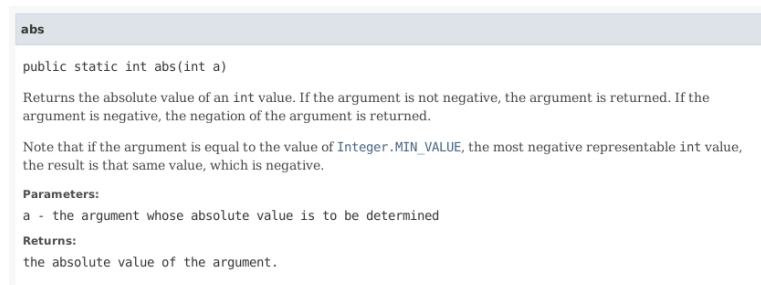 abs
public static int abs(int a)
Returns the absolute value of an int value. If the argument is not negative, the argument is returned. If the
argument is negative, the negation of the argument is returned.
Note that if the argument is equal to the value of Integer.MIN_VALUE, the most negative representable int value,
the result is that same value, which is negative.
Parameters:
a - the argument whose absolute value is to be determined
Returns:
the absolute value of the argument.